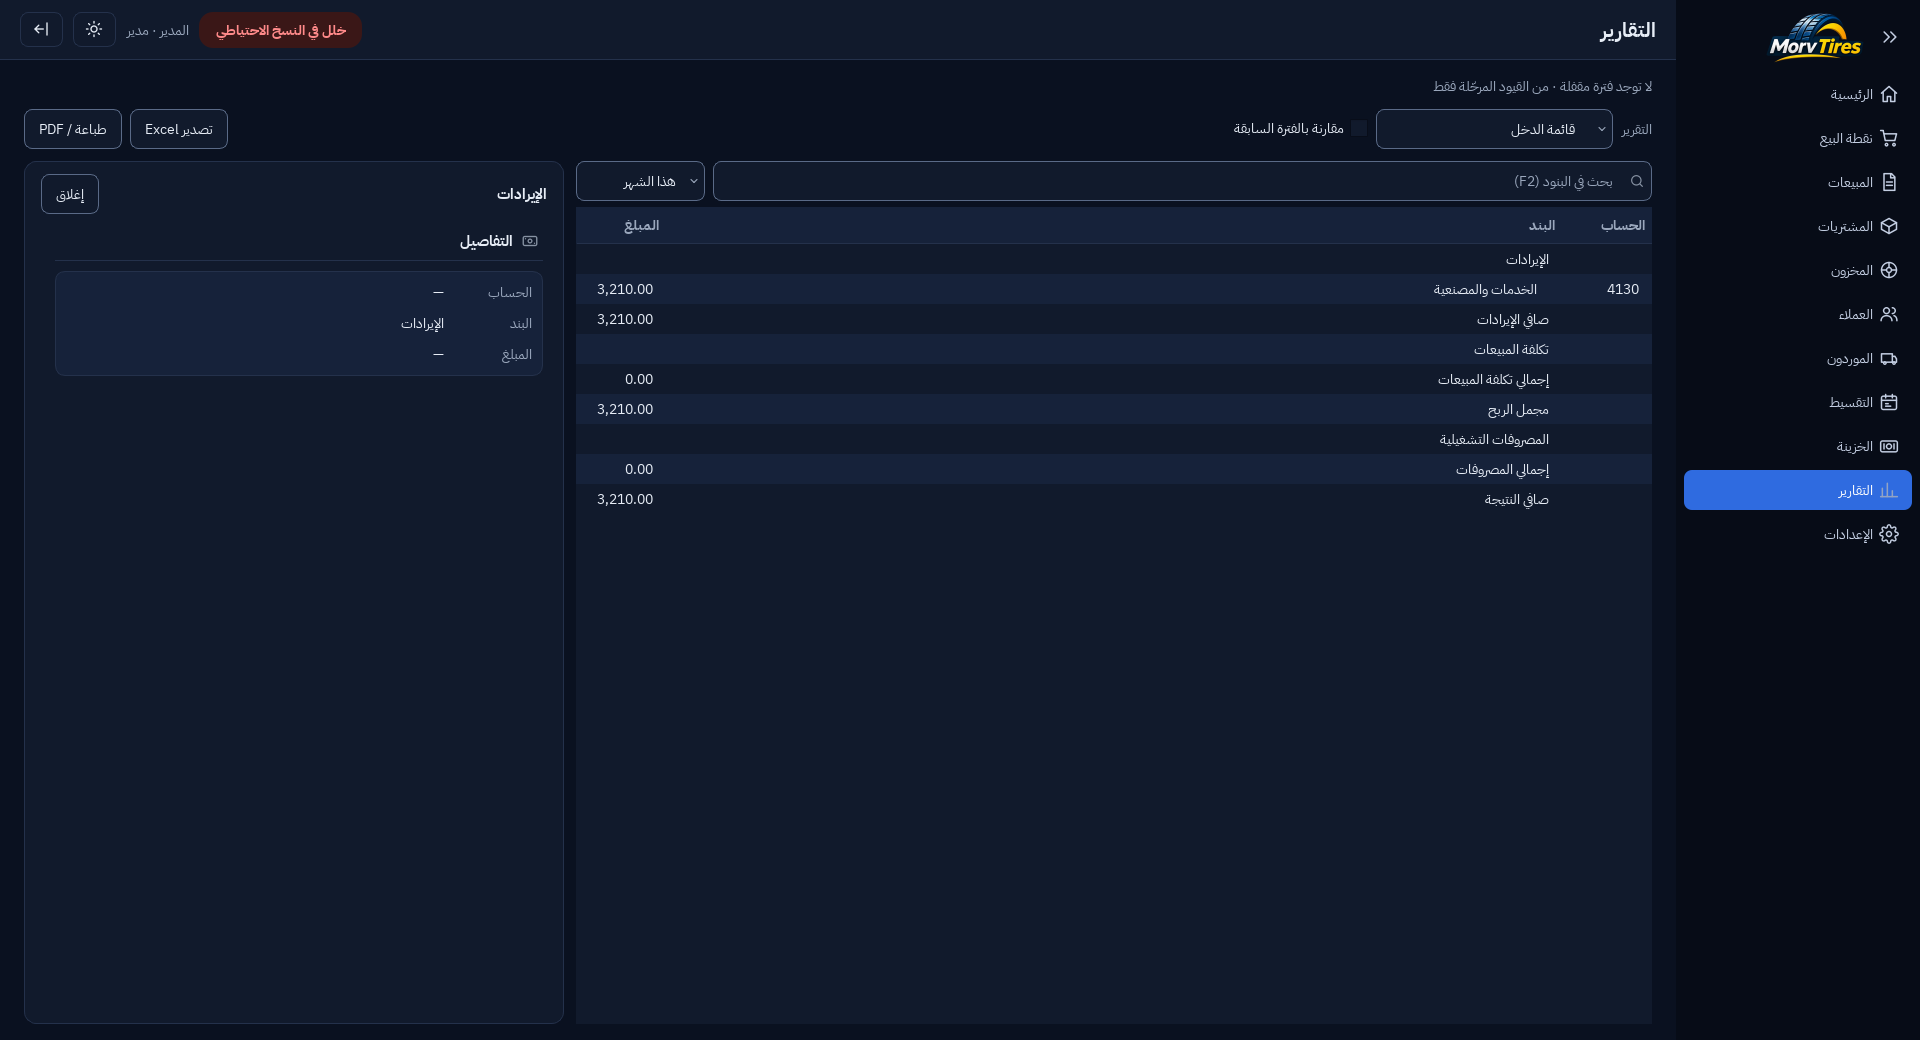 MorvTires
الرئيسية
نقطة البيع
المبيعات
المشتريات
المخزون
العملاء
الموردون
التقسيط
الخزينة
التقارير
الإعدادات
التقارير
خلل في النسخ الاحتياطي
المدير · مدير
لا توجد فترة مقفلة · من القيود المرحّلة فقط
التقرير
قائمة الدخل
مقارنة بالفترة السابقة
تصدير Excel
طباعة / PDF
بحث في البنود (F2)
هذا الشهر
الحساب البند المبلغ
الإيرادات
4130 الخدمات والمصنعية 3,210.00
صافي الإيرادات 3,210.00
تكلفة المبيعات
إجمالي تكلفة المبيعات 0.00
مجمل الربح 3,210.00
المصروفات التشغيلية
إجمالي المصروفات 0.00
صافي النتيجة 3,210.00
الإيرادات
إغلاق
التفاصيل
الحساب —
البند الإيرادات
المبلغ —